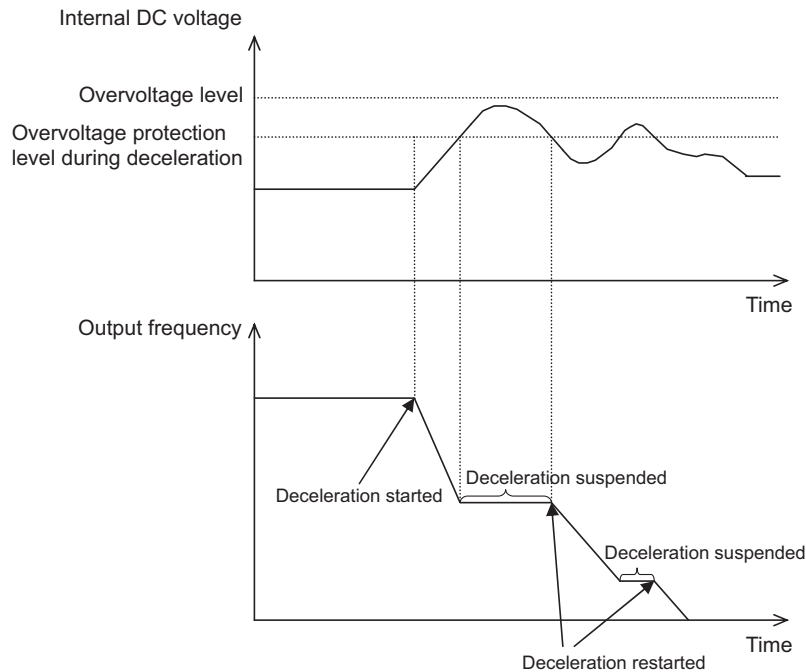 Internal DC voltage
Overvoltage level
Overvoltage protection
level during deceleration
Time
Output frequency
Deceleration suspended
Deceleration started
Deceleration suspended
Time
Deceleration restarted